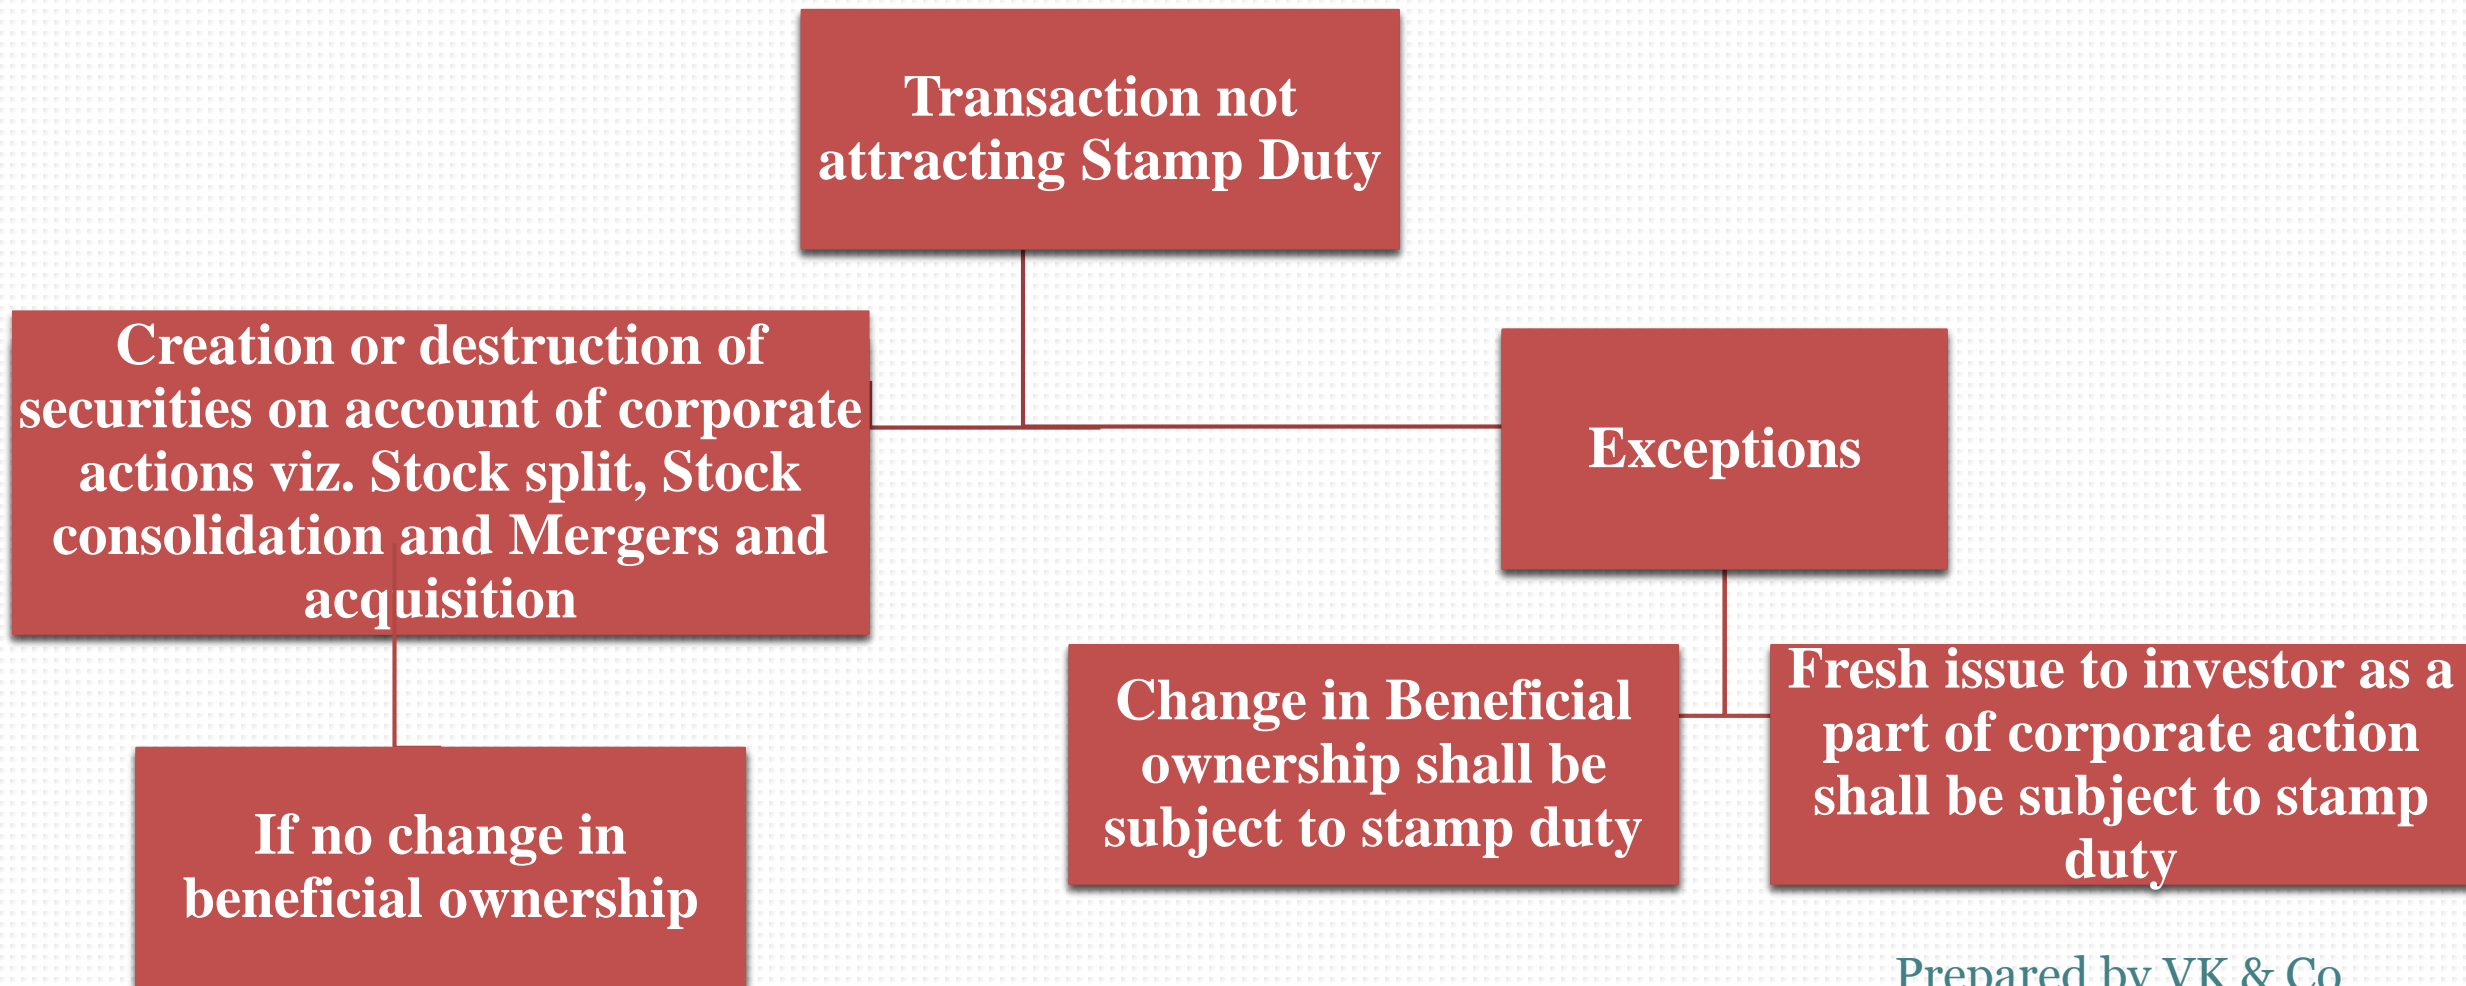 Transaction not
attracting Stamp Duty
Creation or destruction of
securities on account of corporate
actions viz. Stock split, Stock
consolidation and Mergers and
acquisition
Exceptions
If no change in
beneficial ownership
Change in Beneficial
ownership shall be
subject to stamp duty
Fresh issue to investor as a
part of corporate action
shall be subject to stamp
duty
Prepared by VK & Co